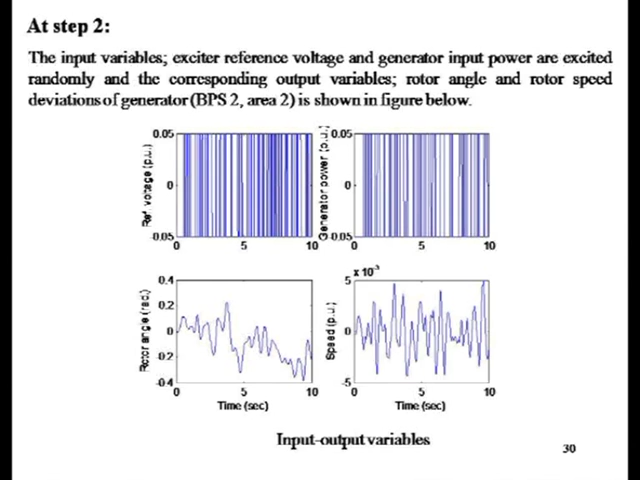 At step 2:
The input variables; exciter reference voltage and generator input power are excited
randomly and the corresponding output variables; rotor angle and rotor speed
deviations of generator (BPS 2, area 2) is shown in figure below.
Ref. voltage (p.u.)
0.05
0
-0.05
0 5 10
Generator power (p.u.)
0.05
0
-0.05
0 5 10
Rotor angle (rad.)
0.4
0.2
0
-0.2
-0.4
0 5 10
Time (sec)
Speed (p.u.)
x 10⁻³
5
0
-5
0 5 10
Time (sec)
Input-output variables
30